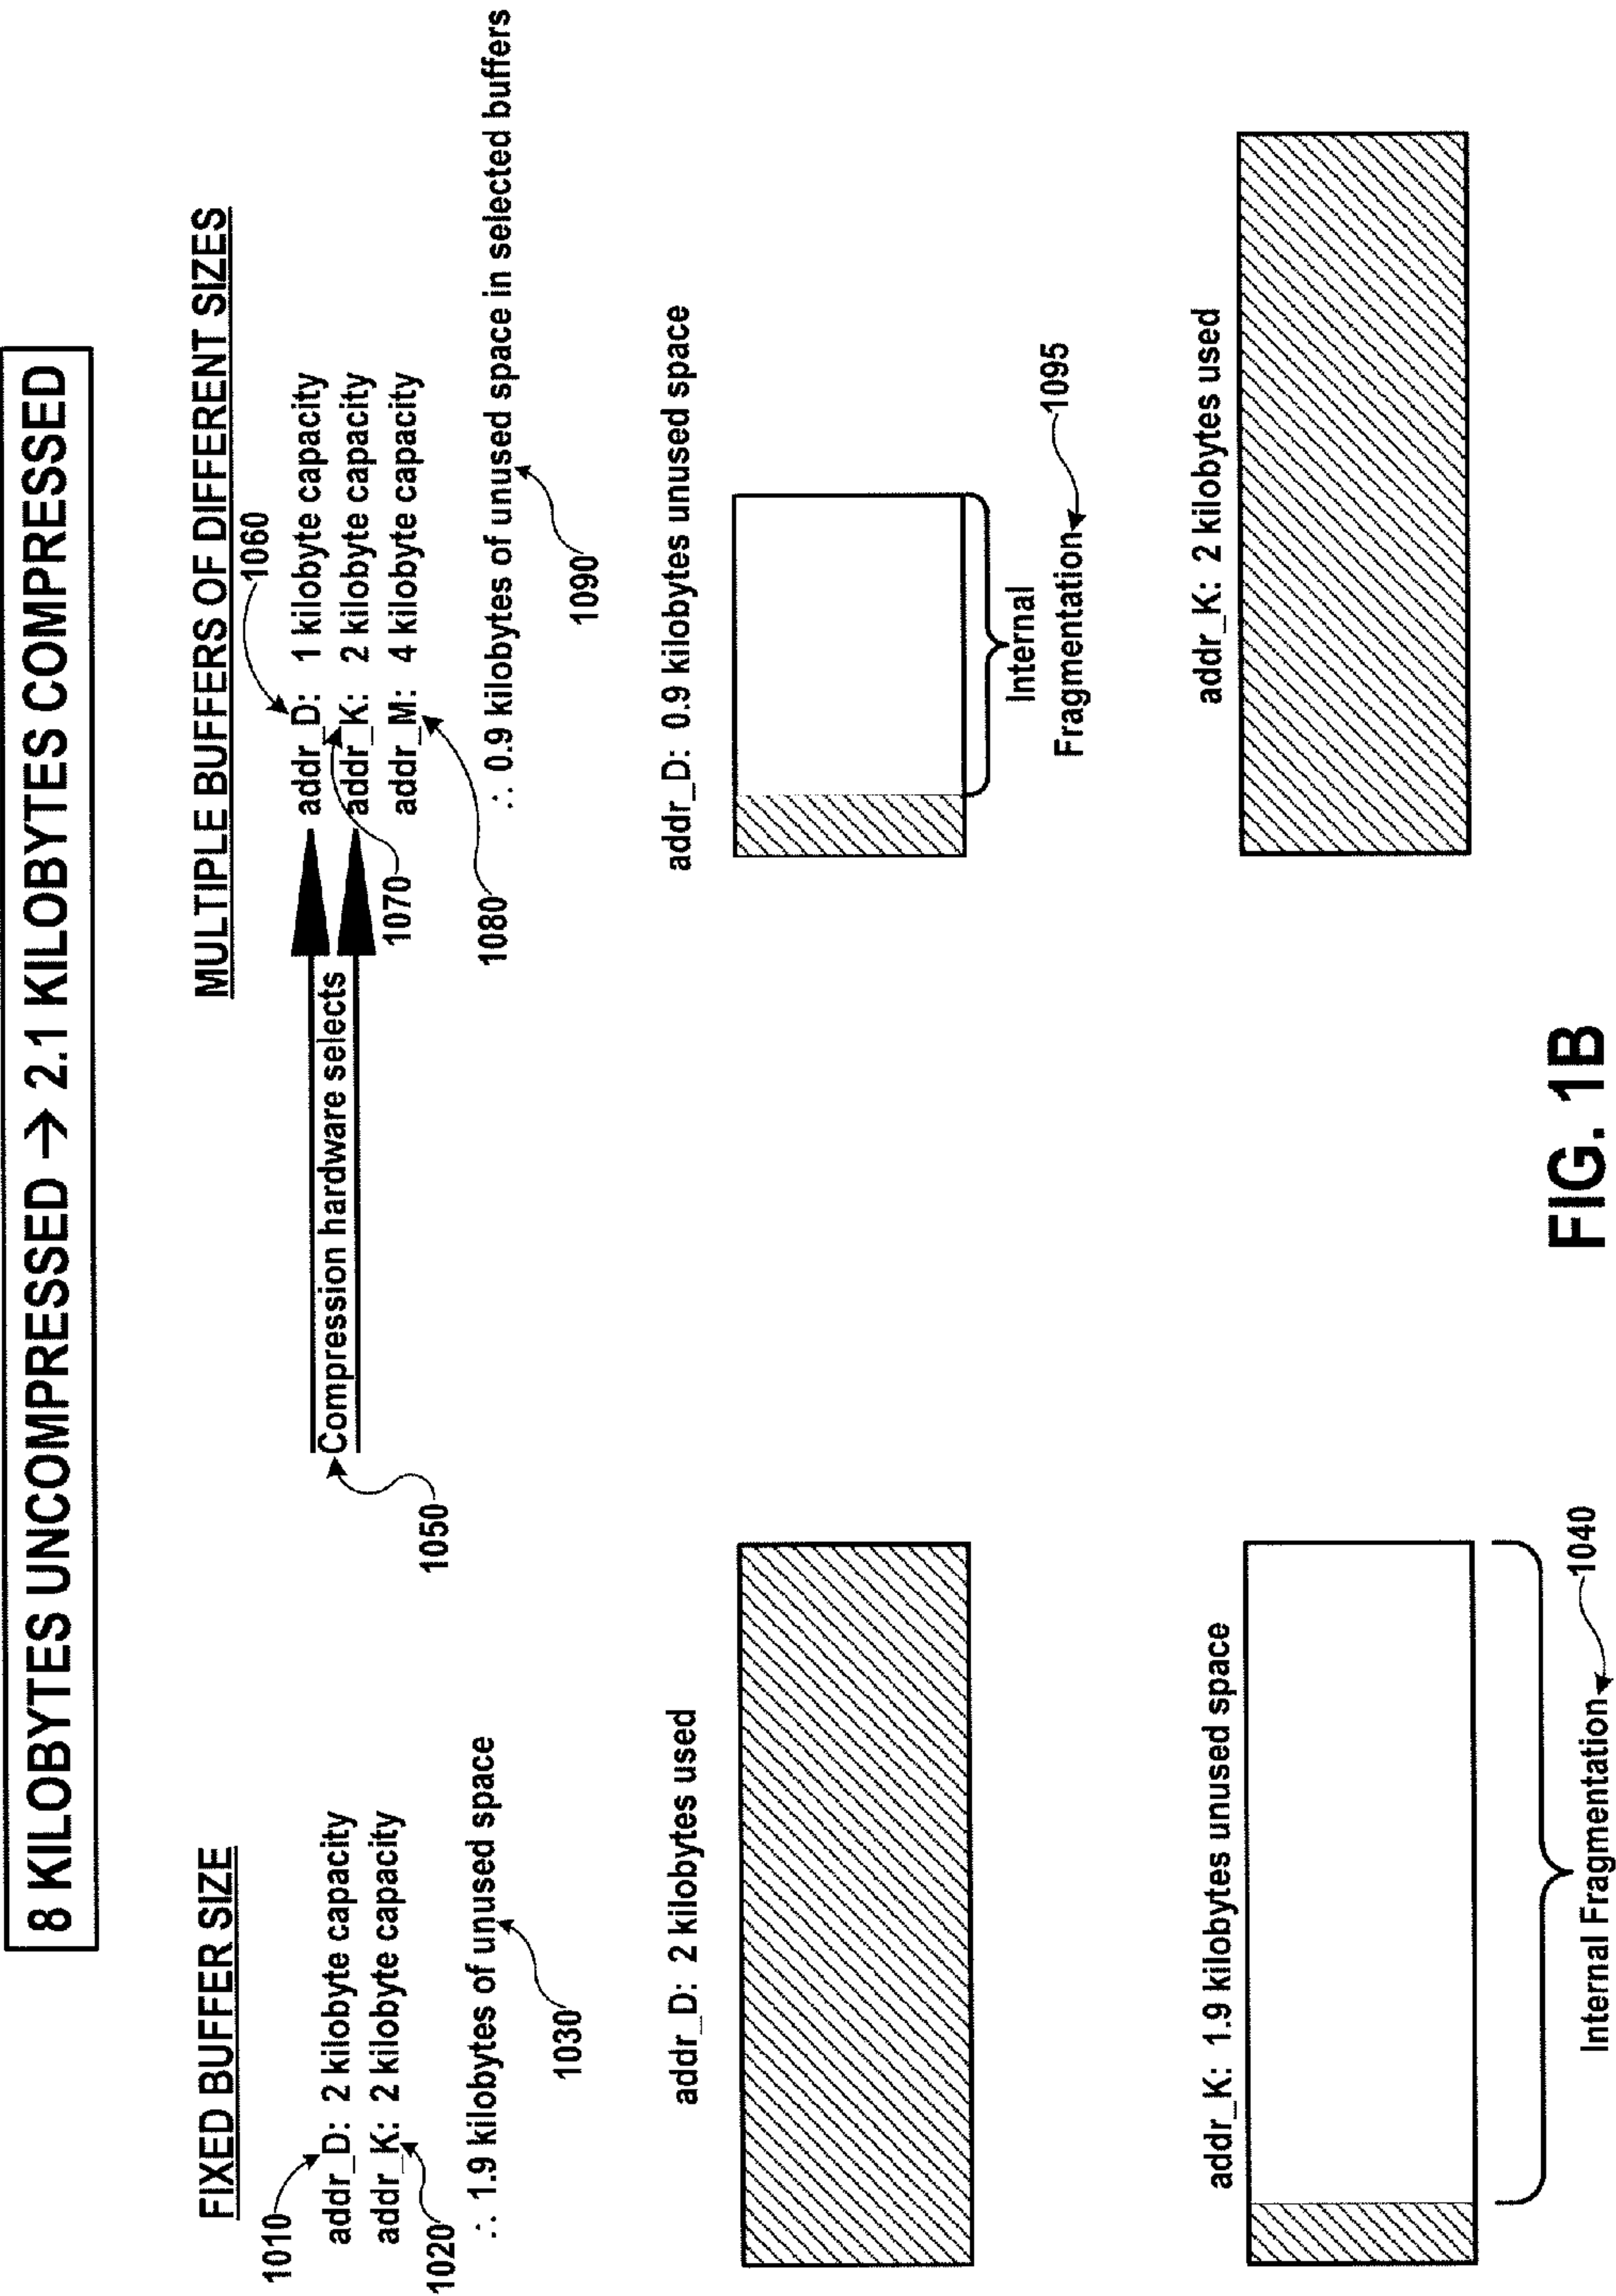 8 KILOBYTES UNCOMPRESSED → 2.1 KILOBYTES COMPRESSED
FIXED BUFFER SIZE
1010
addr_D: 2 kilobyte capacity
addr_K: 2 kilobyte capacity
1020
∴ 1.9 kilobytes of unused space
1030
addr_D: 2 kilobytes used
addr_K: 1.9 kilobytes unused space
Internal Fragmentation
1040
MULTIPLE BUFFERS OF DIFFERENT SIZES
1060
Compression hardware selects
1050
addr_D: 1 kilobyte capacity
addr_K: 2 kilobyte capacity
addr_M: 4 kilobyte capacity
1070
1080
∴ 0.9 kilobytes of unused space in selected buffers
1090
addr_D: 0.9 kilobytes unused space
Internal
Fragmentation
1095
addr_K: 2 kilobytes used
FIG. 1B